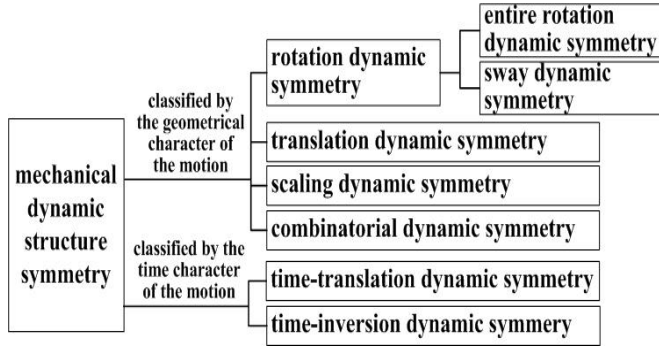 mechanical
dynamic
structure
symmetry
classified by
the geometrical
character of
the motion
rotation dynamic
symmetry
entire rotation
dynamic symmetry
sway dynamic
symmetry
translation dynamic symmetry
scaling dynamic symmetry
combinatorial dynamic symmetry
classified by the
time character
of the motion
time-translation dynamic symmetry
time-inversion dynamic symmery